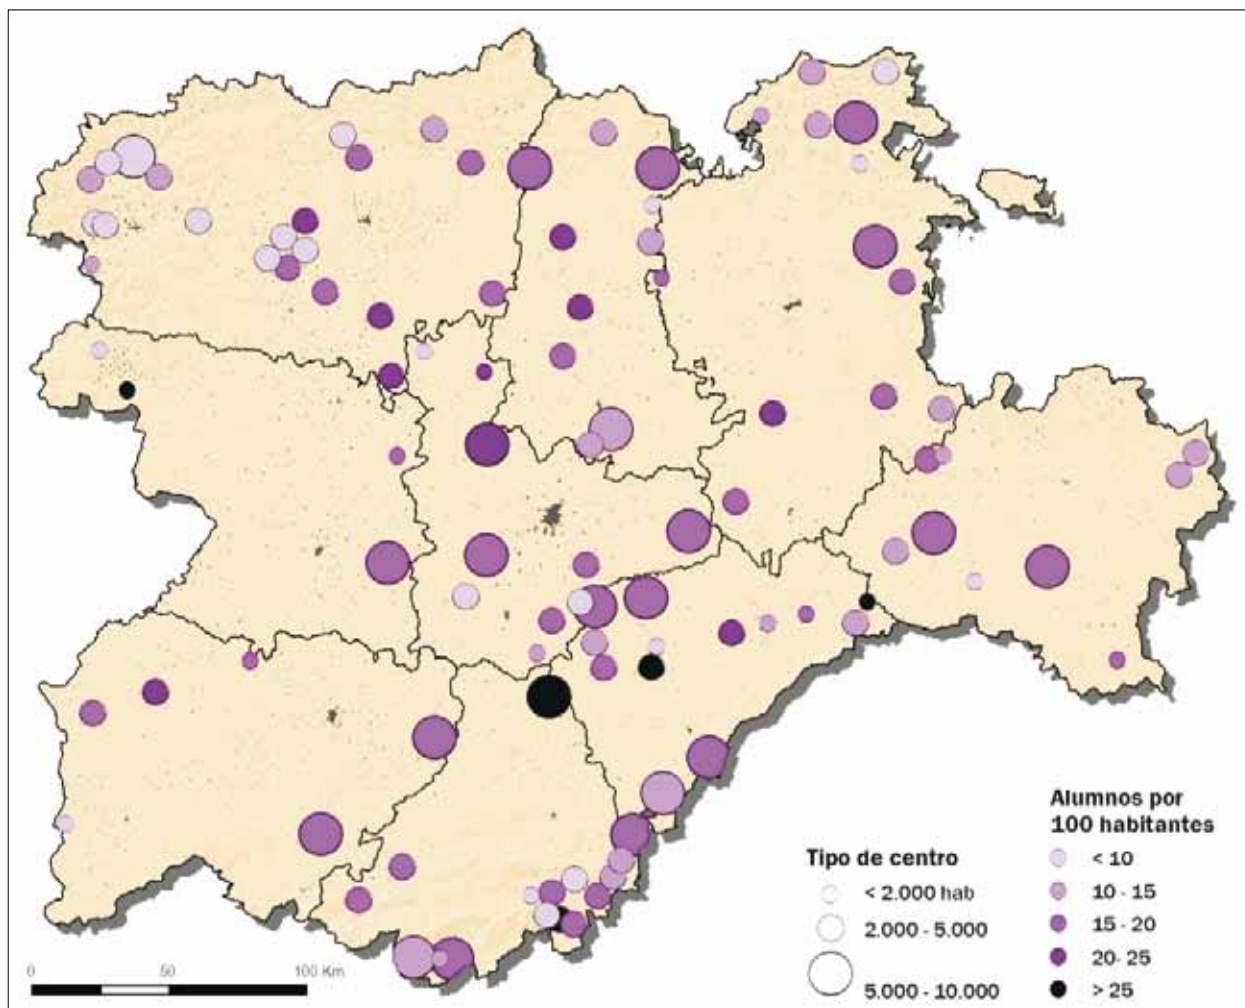 Tipo de centro
< 2.000 hab
2.000 - 5.000
5.000 - 10.000
Alumnos por
100 habitantes
< 10
10 - 15
15 - 20
20- 25
> 25
0 50 100 Km